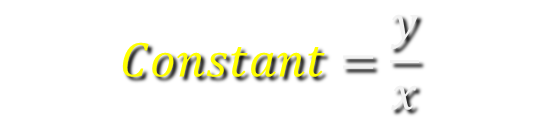 Constant = y/x